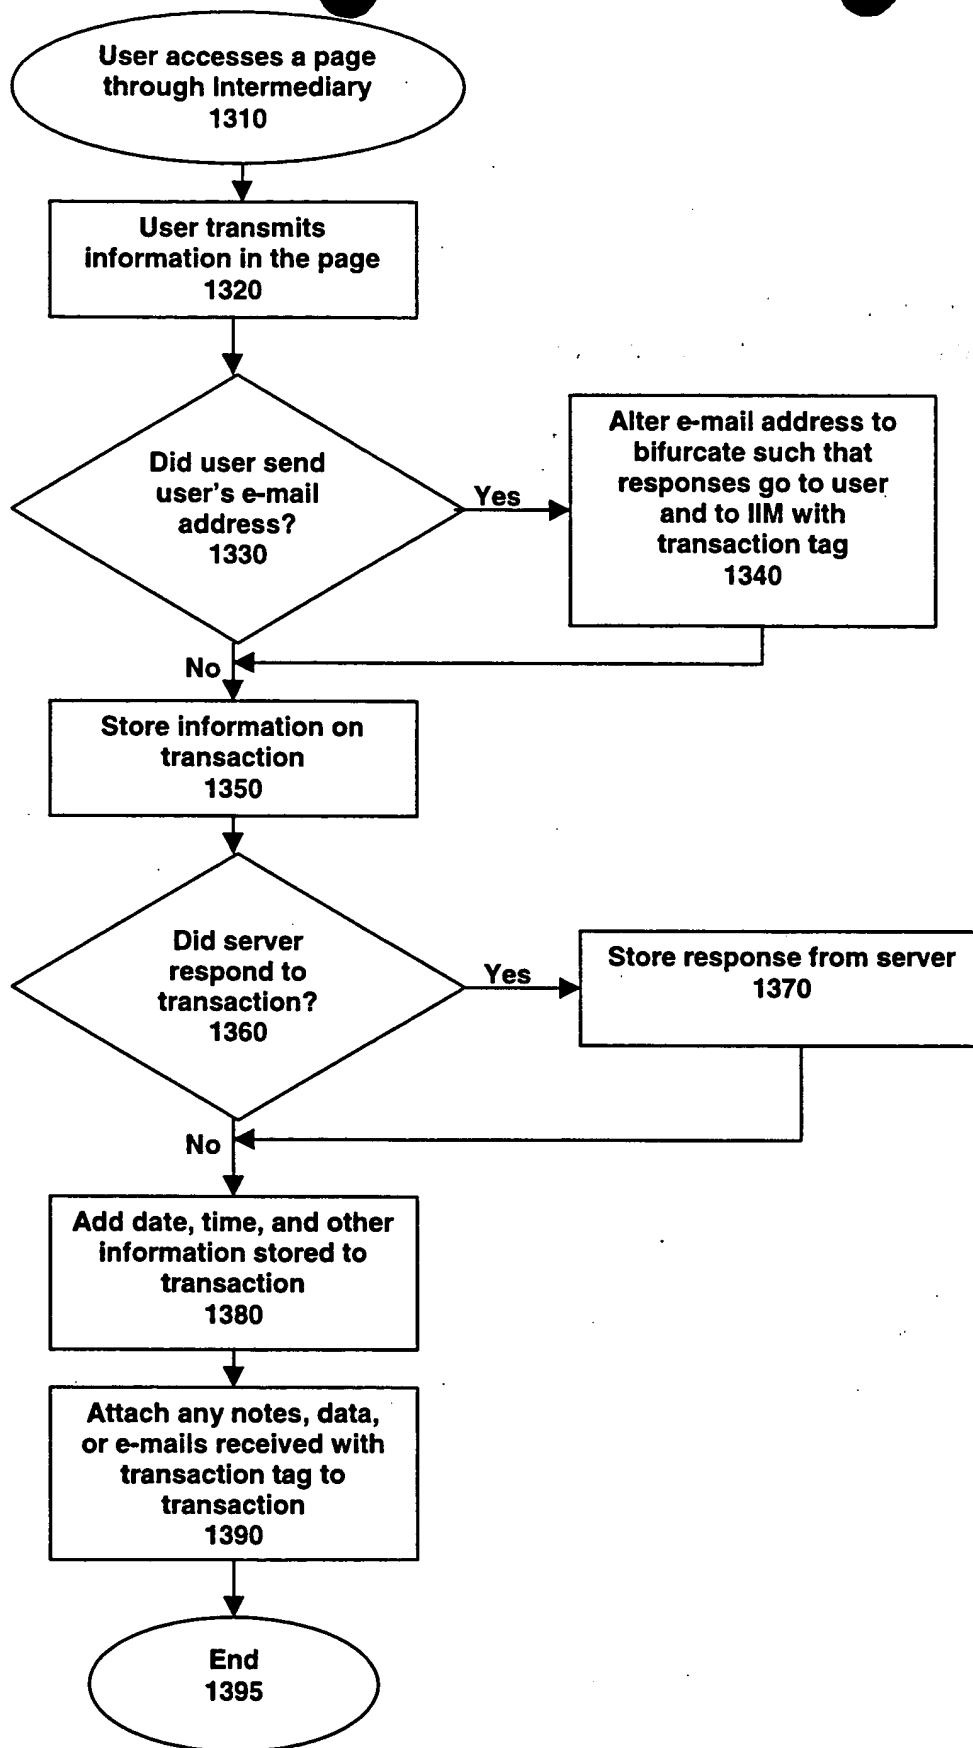 User accesses a page
through Intermediary
1310
User transmits
information in the page
1320
Did user send
user's e-mail
address?
1330
Yes
Alter e-mail address to
bifurcate such that
responses go to user
and to IIM with
transaction tag
1340
No
Store information on
transaction
1350
Did server
respond to
transaction?
1360
Yes
Store response from server
1370
No
Add date, time, and other
information stored to
transaction
1380
Attach any notes, data,
or e-mails received with
transaction tag to
transaction
1390
End
1395